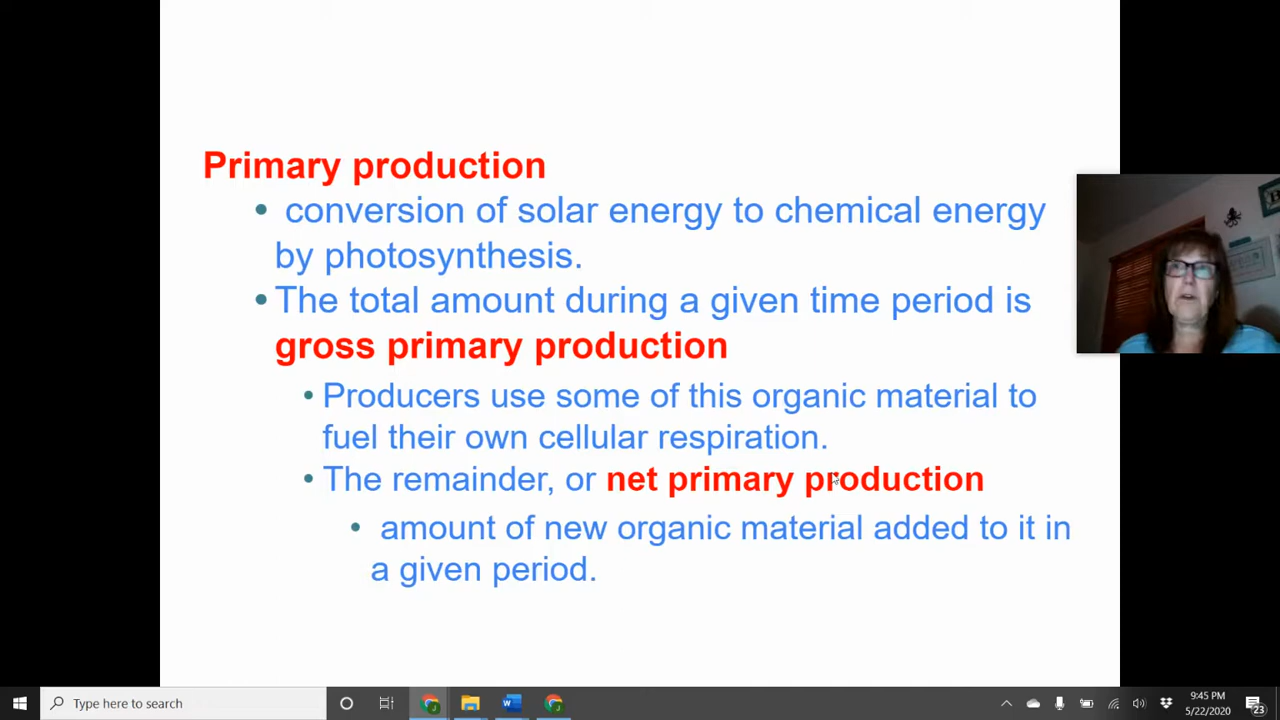 Primary production
• conversion of solar energy to chemical energy
by photosynthesis.
• The total amount during a given time period is
gross primary production
• Producers use some of this organic material to
fuel their own cellular respiration.
• The remainder, or net primary production
• amount of new organic material added to it in
a given period.
Type here to search
9:45 PM
5/22/2020
23